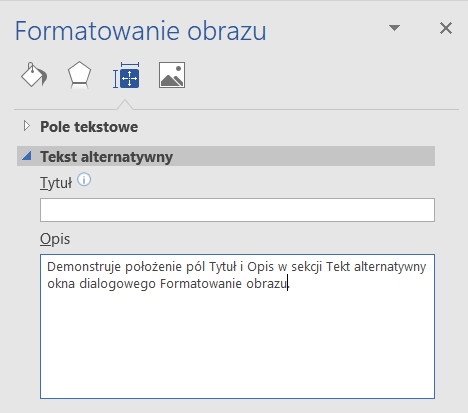 Formatowanie obrazu
Pole tekstowe
Tekst alternatywny
Tytuł
Opis
Demonstruje położenie pól Tytuł i Opis w sekcji Tekt alternatywny
okna dialogowego Formatowanie obrazu.